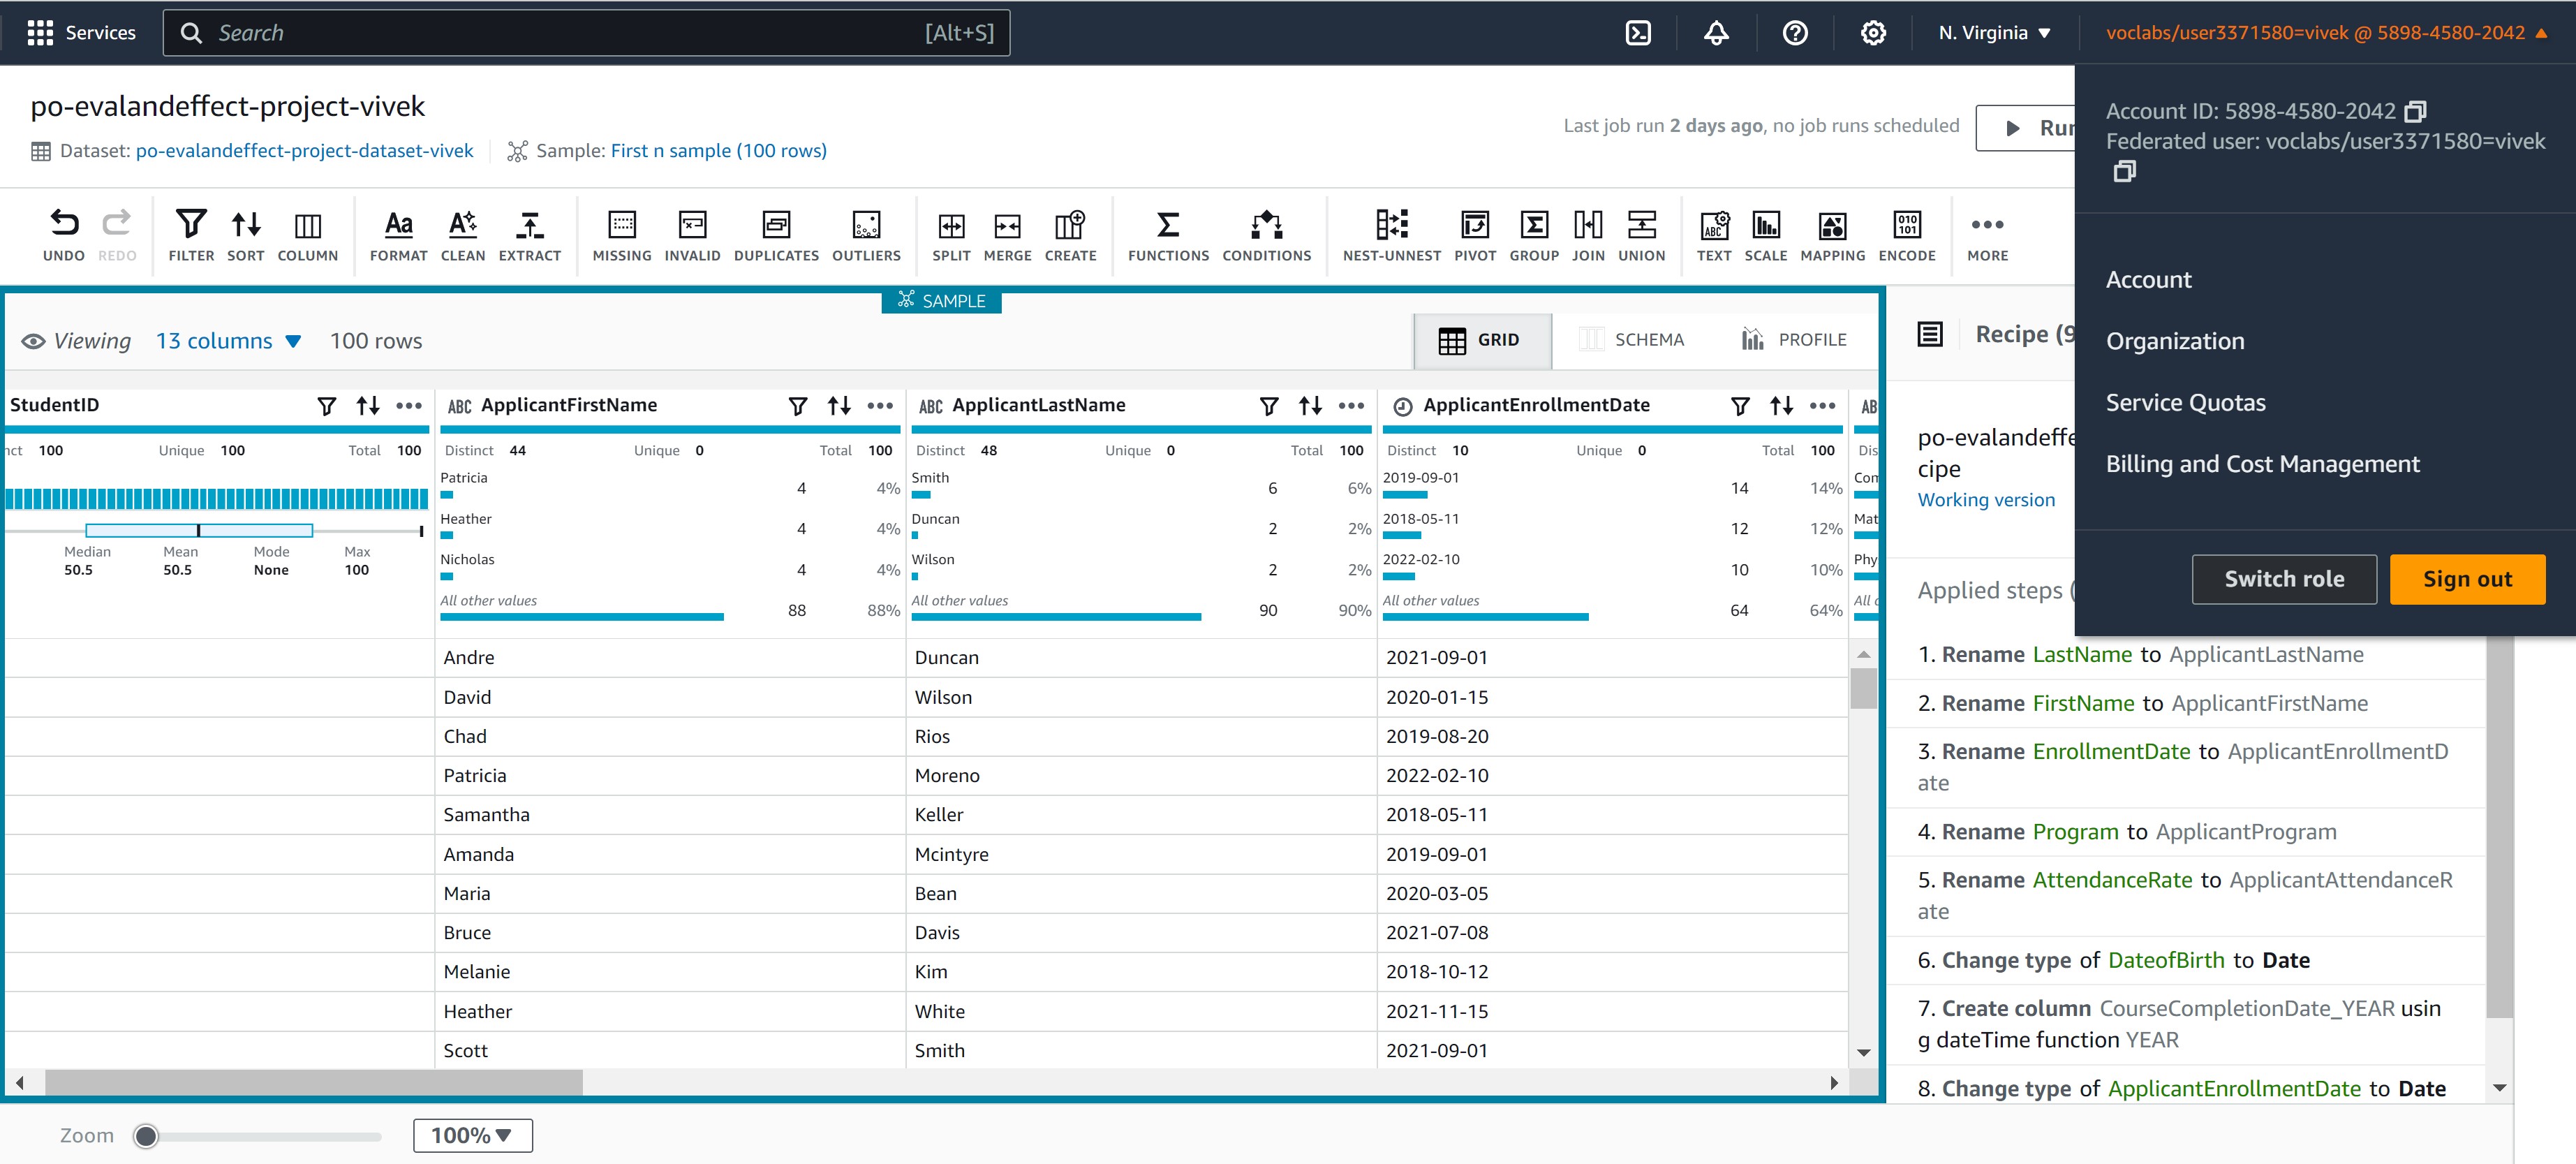 Services
Search [Alt+S]
N. Virginia
voclabs/user3371580=vivek @ 5898-4580-2042
Account ID: 5898-4580-2042
Federated user: voclabs/user3371580=vivek
Account
Organization
Service Quotas
Billing and Cost Management
Switch role Sign out
po-evalandeffect-project-vivek
Dataset: po-evalandeffect-project-dataset-vivek Sample: First n sample (100 rows)
Last job run 2 days ago, no job runs scheduled
Run
UNDO REDO FILTER SORT COLUMN FORMAT CLEAN EXTRACT MISSING INVALID DUPLICATES OUTLIERS SPLIT MERGE CREATE FUNCTIONS CONDITIONS NEST-UNNEST PIVOT GROUP JOIN UNION TEXT SCALE MAPPING ENCODE MORE
SAMPLE
Viewing 13 columns 100 rows
GRID SCHEMA PROFILE
StudentID ABC ApplicantFirstName ABC ApplicantLastName ApplicantEnrollmentDate AB
nct 100 Unique 100 Total 100 Distinct 44 Unique 0 Total 100 Distinct 48 Unique 0 Total 100 Distinct 10 Unique 0 Total 100 Dis
Patricia 4 4% Smith 6 6% 2019-09-01 14 14% Com
Heather 4 4% Duncan 2 2% 2018-05-11 12 12% Mat
Nicholas 4 4% Wilson 2 2% 2022-02-10 10 10% Phy
All other values 88 88% All other values 90 90% All other values 64 64% All o
Median Mean Mode Max
50.5 50.5 None 100
Andre Duncan 2021-09-01
David Wilson 2020-01-15
Chad Rios 2019-08-20
Patricia Moreno 2022-02-10
Samantha Keller 2018-05-11
Amanda Mcintyre 2019-09-01
Maria Bean 2020-03-05
Bruce Davis 2021-07-08
Melanie Kim 2018-10-12
Heather White 2021-11-15
Scott Smith 2021-09-01
Zoom 100%
Recipe (9
po-evalandeffe
cipe
Working version
Applied steps (
1. Rename LastName to ApplicantLastName
2. Rename FirstName to ApplicantFirstName
3. Rename EnrollmentDate to ApplicantEnrollmentD
ate
4. Rename Program to ApplicantProgram
5. Rename AttendanceRate to ApplicantAttendanceR
ate
6. Change type of DateofBirth to Date
7. Create column CourseCompletionDate_YEAR usin
g dateTime function YEAR
8. Change type of ApplicantEnrollmentDate to Date